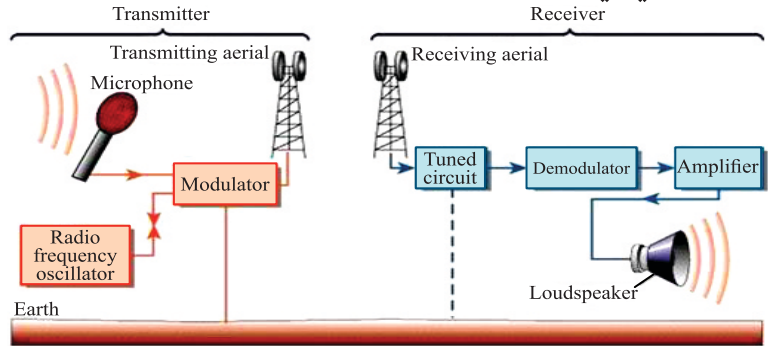 Transmitter
Receiver
Transmitting aerial
Receiving aerial
Microphone
Modulator
Tuned
circuit
Demodulator
Amplifier
Radio
frequency
oscillator
Loudspeaker
Earth